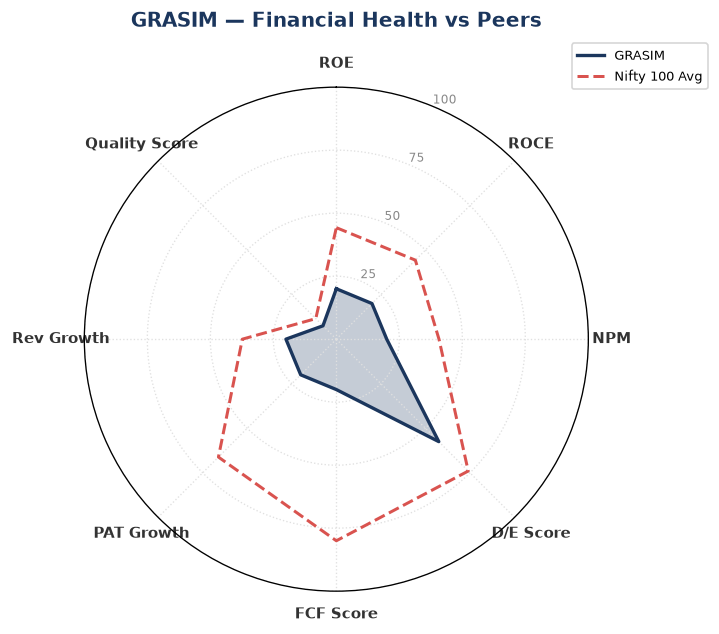 GRASIM — Financial Health vs Peers
GRASIM
Nifty 100 Avg
ROE
100
Quality Score
ROCE
75
50
25
Rev Growth
NPM
PAT Growth
D/E Score
FCF Score